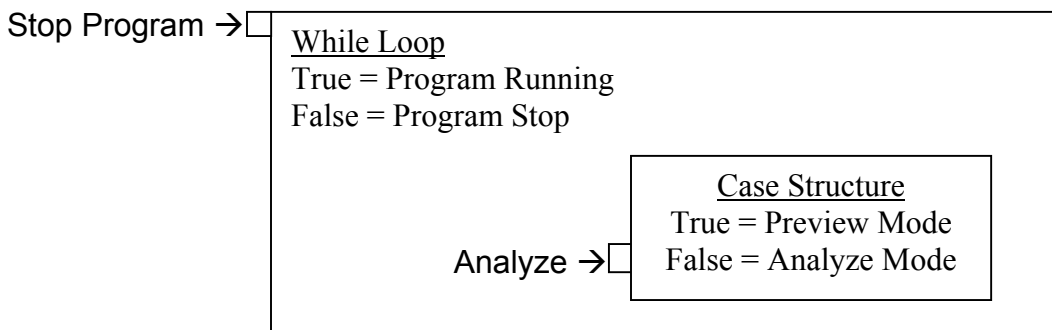 Stop Program →
While Loop
True = Program Running
False = Program Stop
Case Structure
True = Preview Mode
Analyze →
False = Analyze Mode